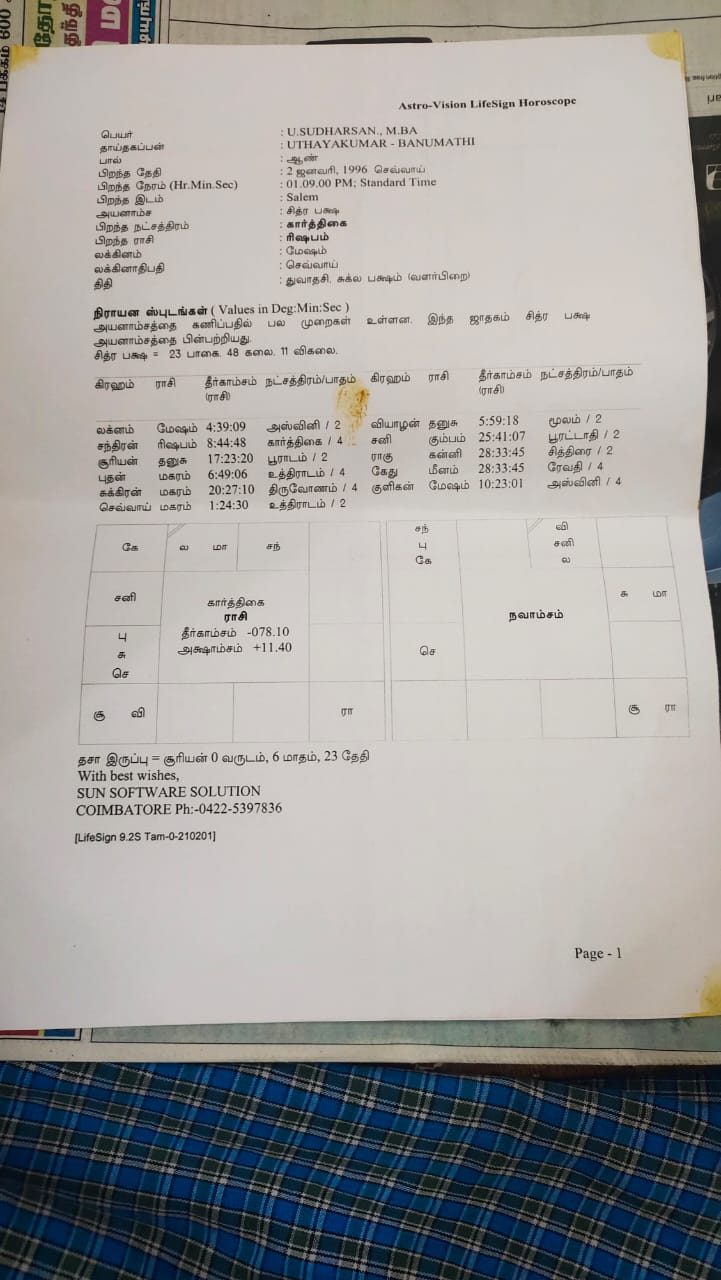 14 பக்கம் 600
தோ
தந்தி
Astro-Vision LifeSign Horoscope
பெயர் : U.SUDHARSAN., M.BA
தாய்தகப்பன் : UTHAYAKUMAR - BANUMATHI
பால் : ஆண்
பிறந்த தேதி : 2 ஜனவரி, 1996 செவ்வாய்
பிறந்த நேரம் (Hr.Min.Sec) : 01.09.00 PM; Standard Time
பிறந்த இடம் : Salem
அயனாம்ச : சித்ர பக்ஷ
பிறந்த நட்சத்திரம் : கார்த்திகை
பிறந்த ராசி : ரிஷபம்
லக்கினம் : மேஷம்
லக்கினாதிபதி : செவ்வாய்
திதி : துவாதசி, சுக்ல பக்ஷம் (வளர்பிறை)
நிராயன ஸ்புடங்கள் ( Values in Deg:Min:Sec )
அயனாம்சத்தை கணிப்பதில் பல முறைகள் உள்ளன. இந்த ஜாதகம் சித்ர பக்ஷ
அயனாம்சத்தை பின்பற்றியது.
சித்ர பக்ஷ = 23 பாகை. 48 கலை. 11 விகலை.
கிரஹம் ராசி தீர்காம்சம் நட்சத்திரம்/பாதம் கிரஹம் ராசி தீர்காம்சம் நட்சத்திரம்/பாதம்
(ராசி) (ராசி)
லக்னம் மேஷம் 4:39:09 அஸ்வினி / 2 வியாழன் தனுசு 5:59:18 மூலம் / 2
சந்திரன் ரிஷபம் 8:44:48 கார்த்திகை / 4 சனி கும்பம் 25:41:07 பூரட்டாதி / 2
சூரியன் தனுசு 17:23:20 பூராடம் / 2 ராகு கன்னி 28:33:45 சித்திரை / 2
புதன் மகரம் 6:49:06 உத்திராடம் / 4 கேது மீனம் 28:33:45 ரேவதி / 4
சுக்கிரன் மகரம் 20:27:10 திருவோணம் / 4 குளிகன் மேஷம் 10:23:01 அஸ்வினி / 4
செவ்வாய் மகரம் 1:24:30 உத்திராடம் / 2
கே ல மா சந்
சனி
பு
சு
செ
கார்த்திகை
ராசி
தீர்காம்சம் -078.10
அக்ஷாம்சம் +11.40
சூ வி ரா
சந்
பு
கே
வி
சனி
ல
சு மா
நவாம்சம்
செ
சூ ரா
தசா இருப்பு = சூரியன் 0 வருடம், 6 மாதம், 23 தேதி
With best wishes,
SUN SOFTWARE SOLUTION
COIMBATORE Ph:-0422-5397836
[LifeSign 9.2S Tam-0-210201]
Page - 1